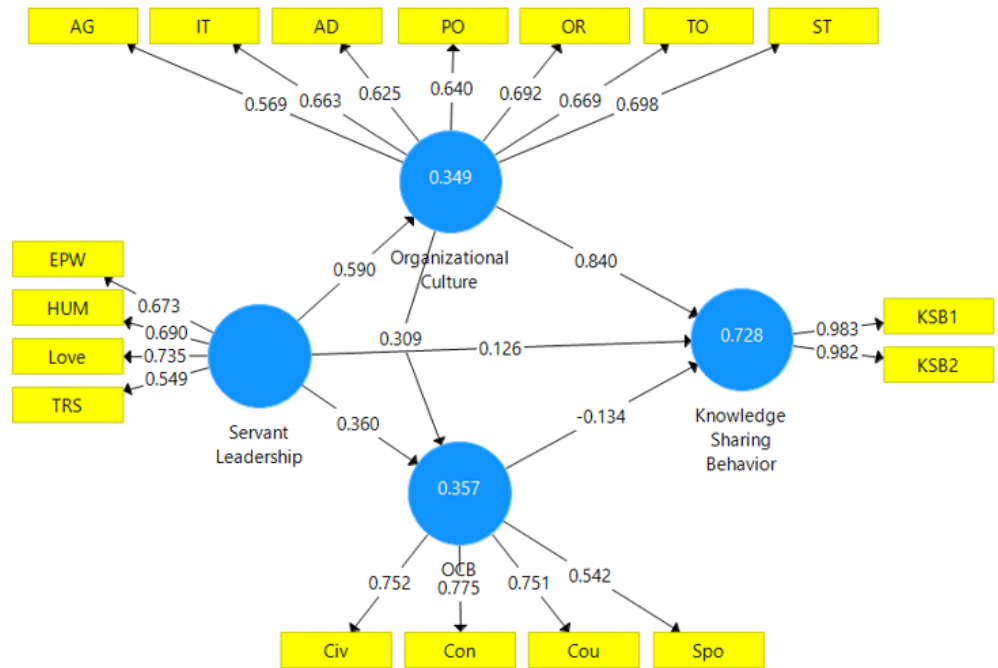 AG IT AD PO OR TO ST
0.569 0.663 0.625 0.640 0.692 0.669 0.698
0.349
Organizational
Culture
EPW
HUM
Love
TRS
0.673
0.690
0.735
0.549
0.590
0.840
0.309
0.126
0.360
-0.134
Servant
Leadership
0.728
Knowledge
Sharing
Behavior
0.983
0.982
KSB1
KSB2
0.357
OCB
0.752 0.775 0.751 0.542
Civ Con Cou Spo